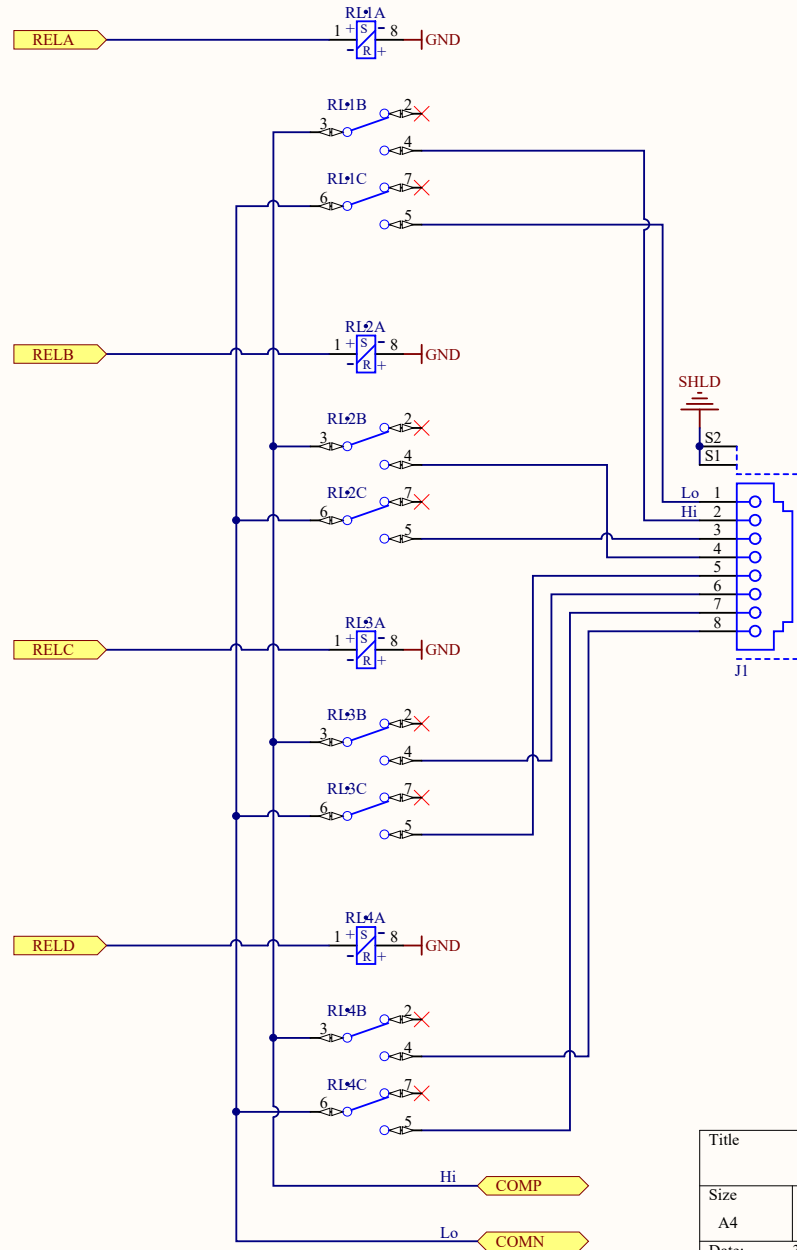 RL1A
RELA 1 + S - 8 GND
- R +
RL1B 2
3
4
RL1C 7
6
5
RL2A
RELB 1 + S - 8 GND
- R +
SHLD
RL2B 2
3 S2
4 S1
RL2C 7 Lo 1
6 Hi 2
5 3
4
5
6
7
8
RL3A
RELC 1 + S - 8 GND
- R +
J1
RL3B 2
3
4
RL3C 7
6
5
RL4A
RELD 1 + S - 8 GND
- R +
RL4B 2
3
4
RL4C 7
6
5
Title
Hi COMP
Size
A4
Lo COMN
Date: